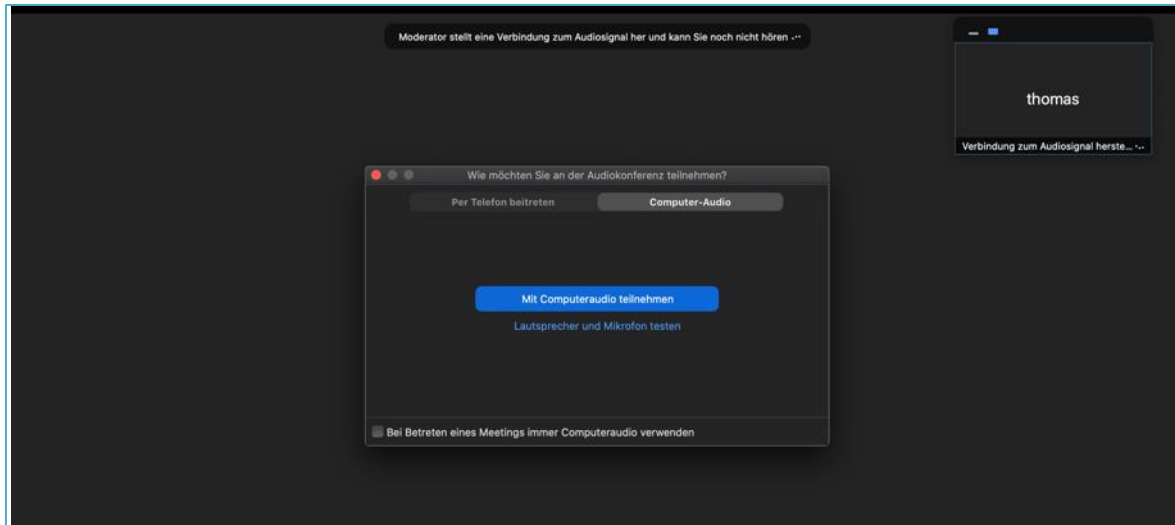 Moderator stellt eine Verbindung zum Audiosignal her und kann Sie noch nicht hören ...
thomas
Verbindung zum Audiosignal herste... ...
Wie möchten Sie an der Audiokonferenz teilnehmen?
Per Telefon beitreten
Computer-Audio
Mit Computeraudio teilnehmen
Lautsprecher und Mikrofon testen
Bei Betreten eines Meetings immer Computeraudio verwenden